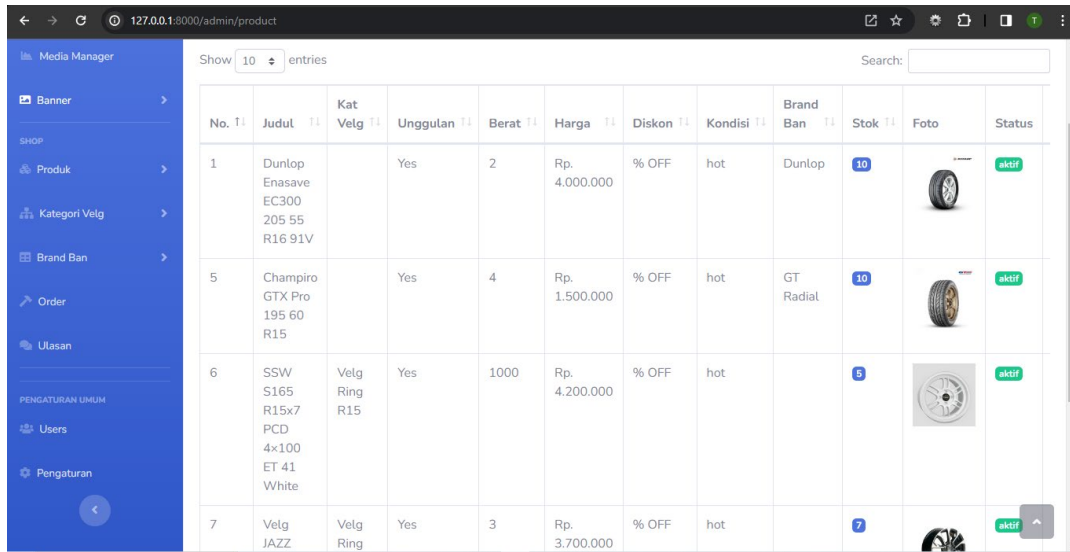 127.0.0.1:8000/admin/product
T
Media Manager
Banner
SHOP
Produk
Kategori Velg
Brand Ban
Order
Ulasan
PENGATURAN UMUM
Users
Pengaturan
Show 10 entries
Search:
No. Judul Kat Velg Unggulan Berat Harga Diskon Kondisi Brand Ban Stok Foto Status
1 Dunlop Yes 2 Rp. % OFF hot Dunlop 10 aktif
Enasave 4.000.000
EC300
205 55
R16 91V
5 Champiro Yes 4 Rp. % OFF hot GT 10 aktif
GTX Pro 1.500.000 Radial
195 60
R15
6 SSW Velg Yes 1000 Rp. % OFF hot 5 aktif
S165 Ring 4.200.000
R15x7 R15
PCD
4×100
ET 41
White
7 Velg Velg Yes 3 Rp. % OFF hot 7 aktif
JAZZ Ring 3.700.000